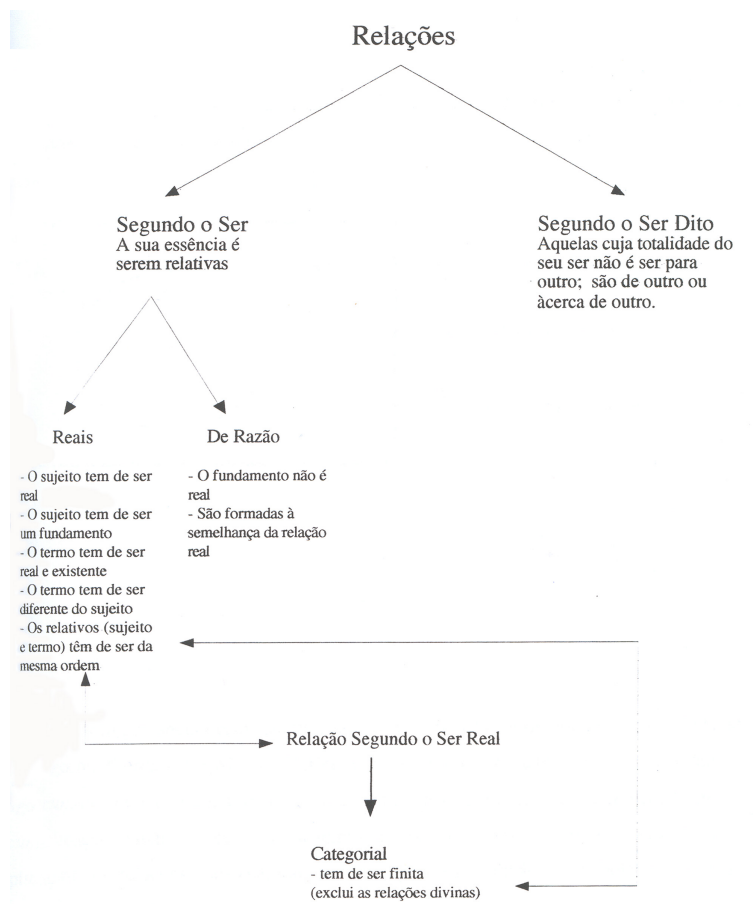 Relações
Segundo o Ser
A sua essência é
serem relativas
Segundo o Ser Dito
Aquelas cuja totalidade do
seu ser não é ser para
outro; são de outro ou
àcerca de outro.
Reais
- O sujeito tem de ser
real
- O sujeito tem de ser
um fundamento
- O termo tem de ser
real e existente
- O termo tem de ser
diferente do sujeito
- Os relativos (sujeito
e termo) têm de ser da
mesma ordem
De Razão
- O fundamento não é
real
- São formadas à
semelhança da relação
real
Relação Segundo o Ser Real
Categorial
- tem de ser finita
(exclui as relações divinas)